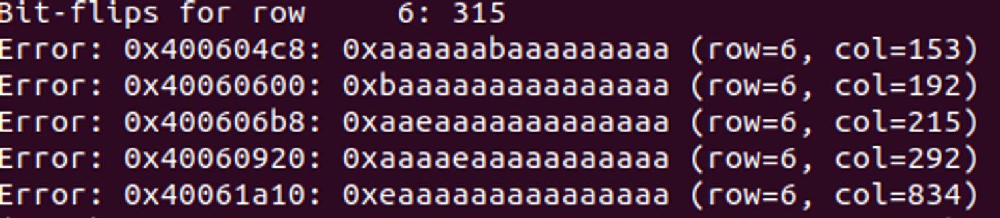 Bit-flips for row    6: 315
Error: 0x400604c8: 0xaaaaaabaaaaaaaaa (row=6, col=153)
Error: 0x40060600: 0xbaaaaaaaaaaaaaaa (row=6, col=192)
Error: 0x400606b8: 0xaaeaaaaaaaaaaaaa (row=6, col=215)
Error: 0x40060920: 0xaaaaaeaaaaaaaaaa (row=6, col=292)
Error: 0x40061a10: 0xeaaaaaaaaaaaaaaa (row=6, col=834)